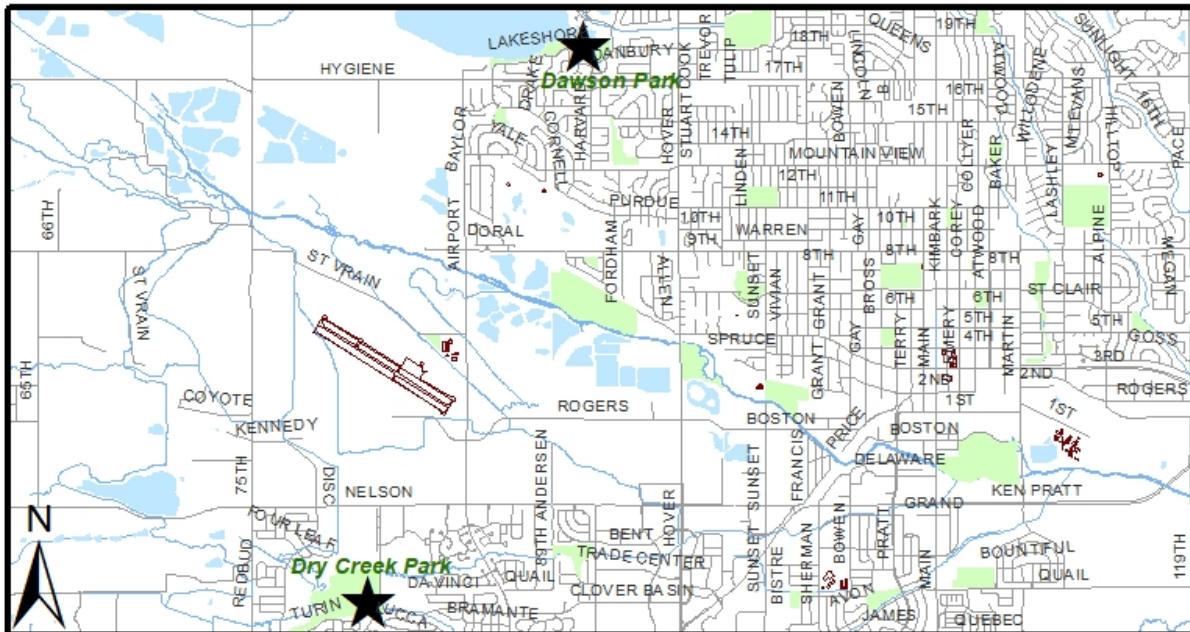 LAKESHORE
DANBURY
Dawson Park
TREVOR
TULIP
18TH
17TH
LINCOLN
QUEENS
19TH
SUNLIGHT
HYGIENE
DRAKE
HARVARD
CORNELL
YALE
BAYLOR
HOVER
STUART
COOK
14TH
BOWEN
15TH
16TH
ATWOOD
MT EVANS
HILLTOP
16TH
PACE
MOUNTAIN VIEW
COLLYER
BAKER
LASHLEY
12TH
11TH
LINDEN
PURDUE
10TH
WARREN
9TH
10TH
GAY
8TH
8TH
KIMBARK
COREY
ATWOOD
8TH
ALPINE
MEGAN
66TH
DORAL
AIRPORT
ST VRAIN
ST VRAIN
FORDHAM
ALLEN
SUNSET
VIVIAN
GRANT
BROSS
6TH
6TH
5TH
4TH
ST CLAIR
5TH
GOSS
SPRUCE
GAY
GRANT
TERRY
MAIN
EMERY
MARTIN
3RD
2ND
2ND
ROGERS
65TH
COYOTE
KENNEDY
ROGERS
BOSTON
PRICE
1ST
1ST
BOSTON
DELAWARE
FRANCIS
75TH
DISC
NELSON
89TH
ANDERSEN
HOVER
SUNSET
SUNSET
GRAND
KEN PRATT
N
FOUR LEAF
BENT
TRADE CENTER
BISTRE
SHERMAN
BOWEN
PRATT
MAIN
BOUNTIFUL
QUAIL
119TH
Dry Creek Park
REDBUD
DA VINCI
QUAIL
CLOVER BASIN
TURIN
BRAMANTE
AVON
JAMES
QUEBEC